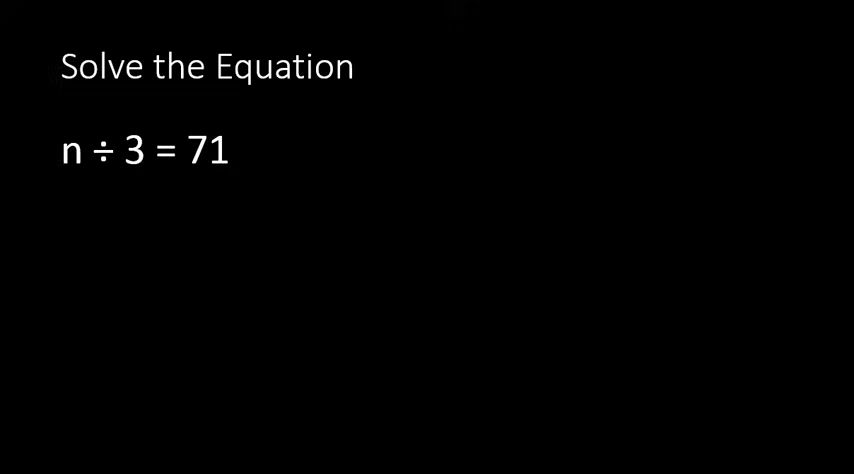 Solve the Equation
n ÷ 3 = 71